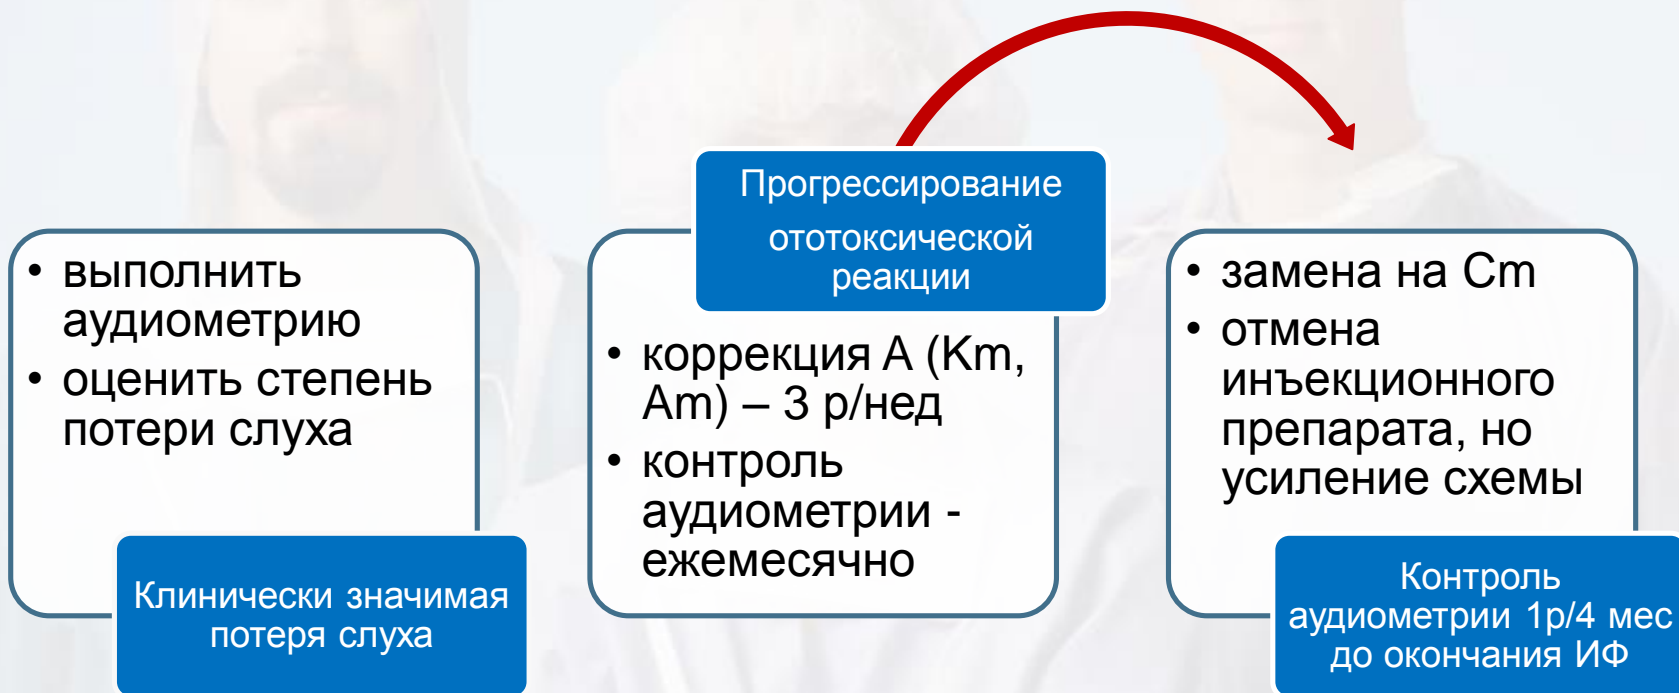 • выполнить
аудиометрию
• оценить степень
потери слуха
Клинически значимая
потеря слуха
Прогрессирование
ототоксической
реакции
• коррекция А (Km,
Am) – 3 р/нед
• контроль
аудиометрии -
ежемесячно
• замена на Cm
• отмена
инъекционного
препарата, но
усиление схемы
Контроль
аудиометрии 1р/4 мес
до окончания ИФ